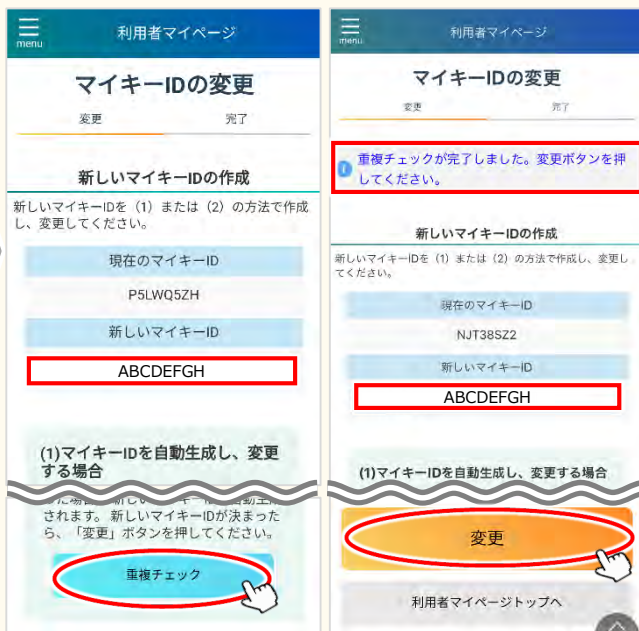 menu
利用者マイページ
マイキーIDの変更
変更
完了
新しいマイキーIDの作成
新しいマイキーIDを（1）または（2）の方法で作成
し、変更してください。
現在のマイキーID
P5LWQ5ZH
新しいマイキーID
ABCDEFGH
(1)マイキーIDを自動生成し、変更
する場合
されます。新しいマイキーIDが決まった
ら、「変更」ボタンを押してください。
重複チェック
menu
利用者マイページ
マイキーIDの変更
変更
完了
重複チェックが完了しました。変更ボタンを押
してください。
新しいマイキーIDの作成
新しいマイキーIDを（1）または（2）の方法で作成し、変更し
てください。
現在のマイキーID
NJT38SZ2
新しいマイキーID
ABCDEFGH
(1)マイキーIDを自動生成し、変更する場合
変更
利用者マイページトップへ